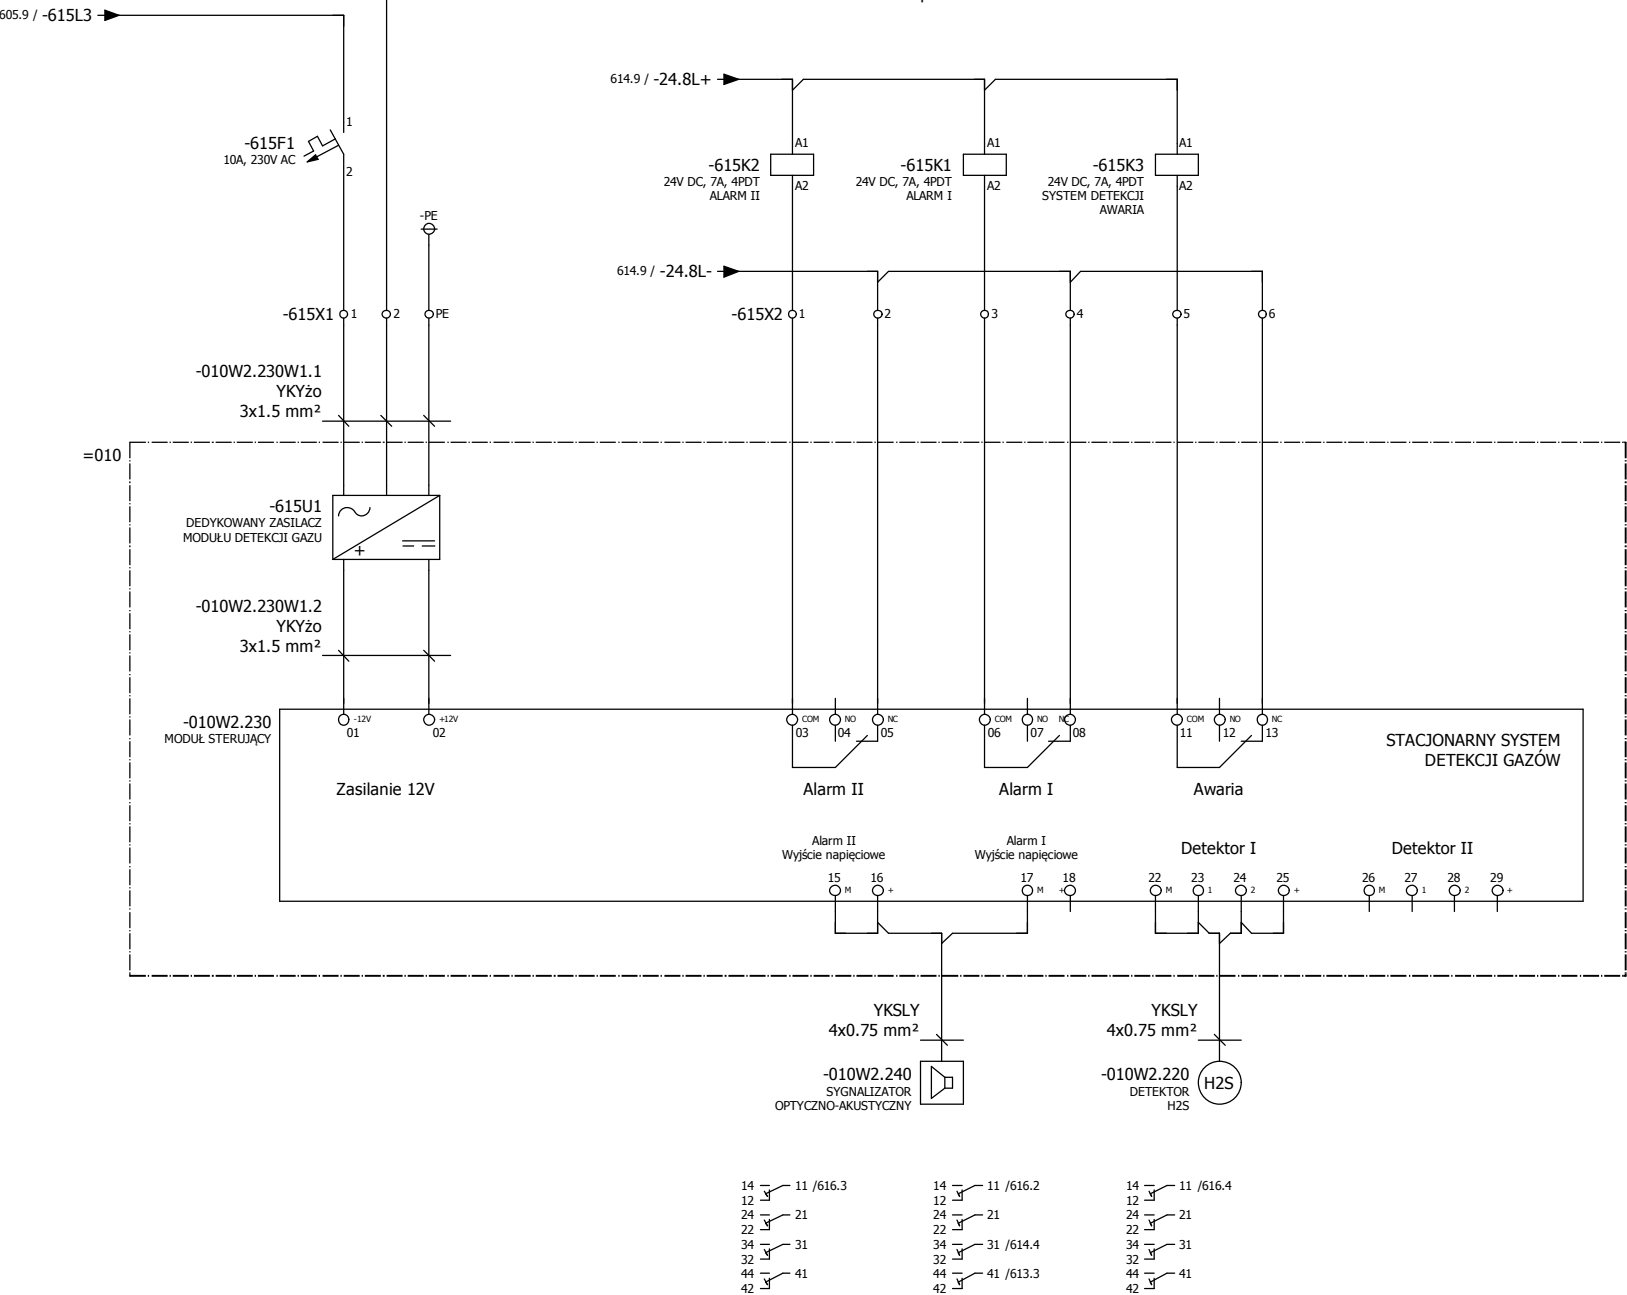 605.9 / -615L3
614.9 / -24.8L+
-615F1
10A, 230V AC
1
2
-615K2
24V DC, 7A, 4PDT
ALARM II
A1
A2
-615K1
24V DC, 7A, 4PDT
ALARM I
A1
A2
-615K3
24V DC, 7A, 4PDT
SYSTEM DETEKCJI
AWARIA
A1
A2
-PE
614.9 / -24.8L-
-615X1 1 2 PE
-615X2 1 2 3 4 5 6
-010W2.230W1.1
YKYżo
3x1.5 mm²
=010
-615U1
DEDYKOWANY ZASILACZ
MODUŁU DETEKCJI GAZU
+
-010W2.230W1.2
YKYżo
3x1.5 mm²
-010W2.230
MODUŁ STERUJĄCY
-12V +12V COM NO NC COM NO NC COM NO NC
01 02 03 04 05 06 07 08 11 12 13
STACJONARNY SYSTEM
DETEKCJI GAZÓW
Zasilanie 12V Alarm II Alarm I Awaria
Alarm II
Wyjście napięciowe
Alarm I
Wyjście napięciowe
Detektor I Detektor II
15 16 17 18 22 23 24 25 26 27 28 29
M + M + M 1 2 + M 1 2 +
YKSLY
4x0.75 mm²
YKSLY
4x0.75 mm²
-010W2.240
SYGNALIZATOR
OPTYCZNO-AKUSTYCZNY
-010W2.220
DETEKTOR
H2S
H2S
14 11 /616.3
12
24 21
22
34 31
32
44 41
42
14 11 /616.2
12
24 21
22
34 31 /614.4
32
44 41 /613.3
42
14 11 /616.4
12
24 21
22
34 31
32
44 41
42